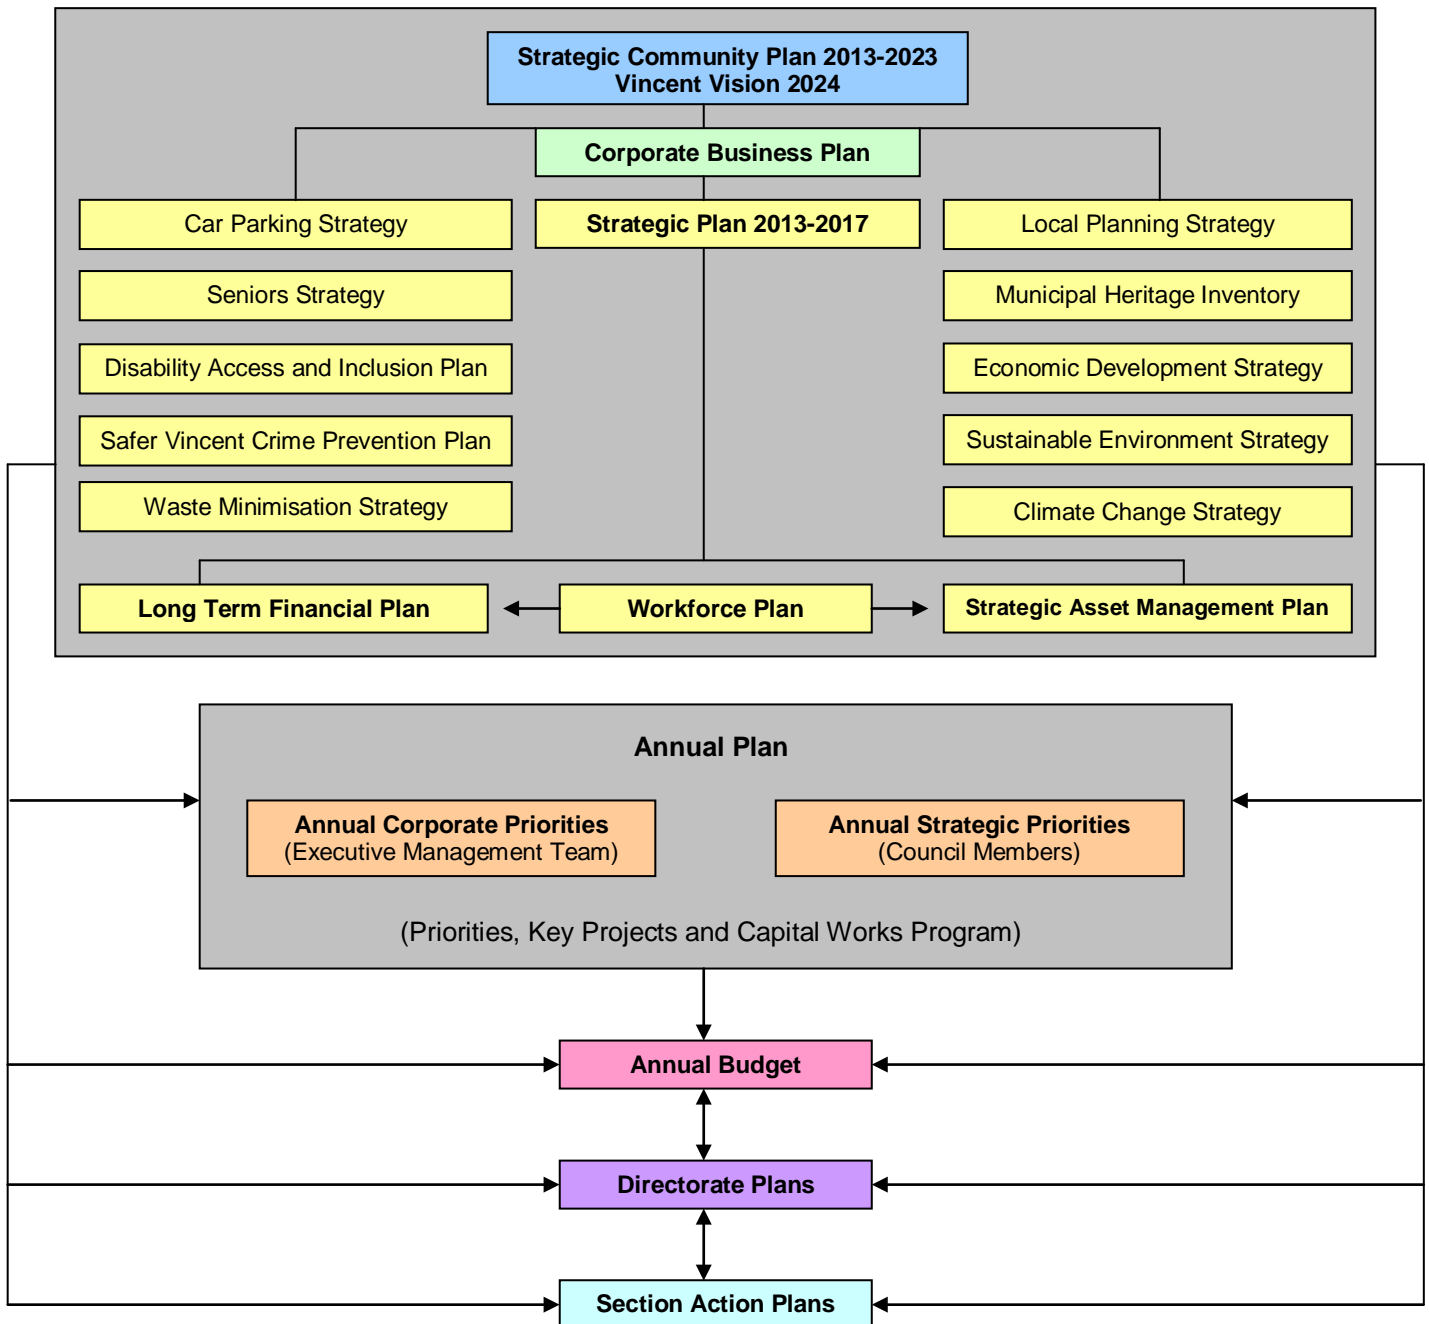 Strategic Community Plan 2013-2023
Vincent Vision 2024
Corporate Business Plan
Car Parking Strategy
Strategic Plan 2013-2017
Local Planning Strategy
Seniors Strategy
Municipal Heritage Inventory
Disability Access and Inclusion Plan
Economic Development Strategy
Safer Vincent Crime Prevention Plan
Sustainable Environment Strategy
Waste Minimisation Strategy
Climate Change Strategy
Long Term Financial Plan
Workforce Plan
Strategic Asset Management Plan
Annual Plan
Annual Corporate Priorities
(Executive Management Team)
Annual Strategic Priorities
(Council Members)
(Priorities, Key Projects and Capital Works Program)
Annual Budget
Directorate Plans
Section Action Plans